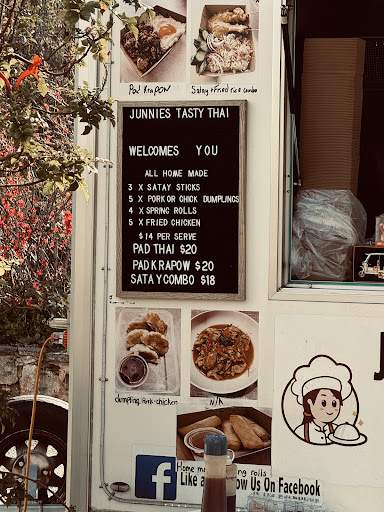 Pad Krapow
Satay + Fried rice combo
JUNNIES TASTY THAI
WELCOMES YOU
ALL HOME MADE
3 X SATAY STICKS
5 X PORK OR CHICK DUMPLINGS
4 X SPRING ROLLS
5 X FRIED CHICKEN
$14 PER SERVE
PAD THAI $20
PAD KRAPOW $20
SATAY COMBO $18
J
dumpling Pork-chicken
N/A
Home rolls
f Like Us On Facebook